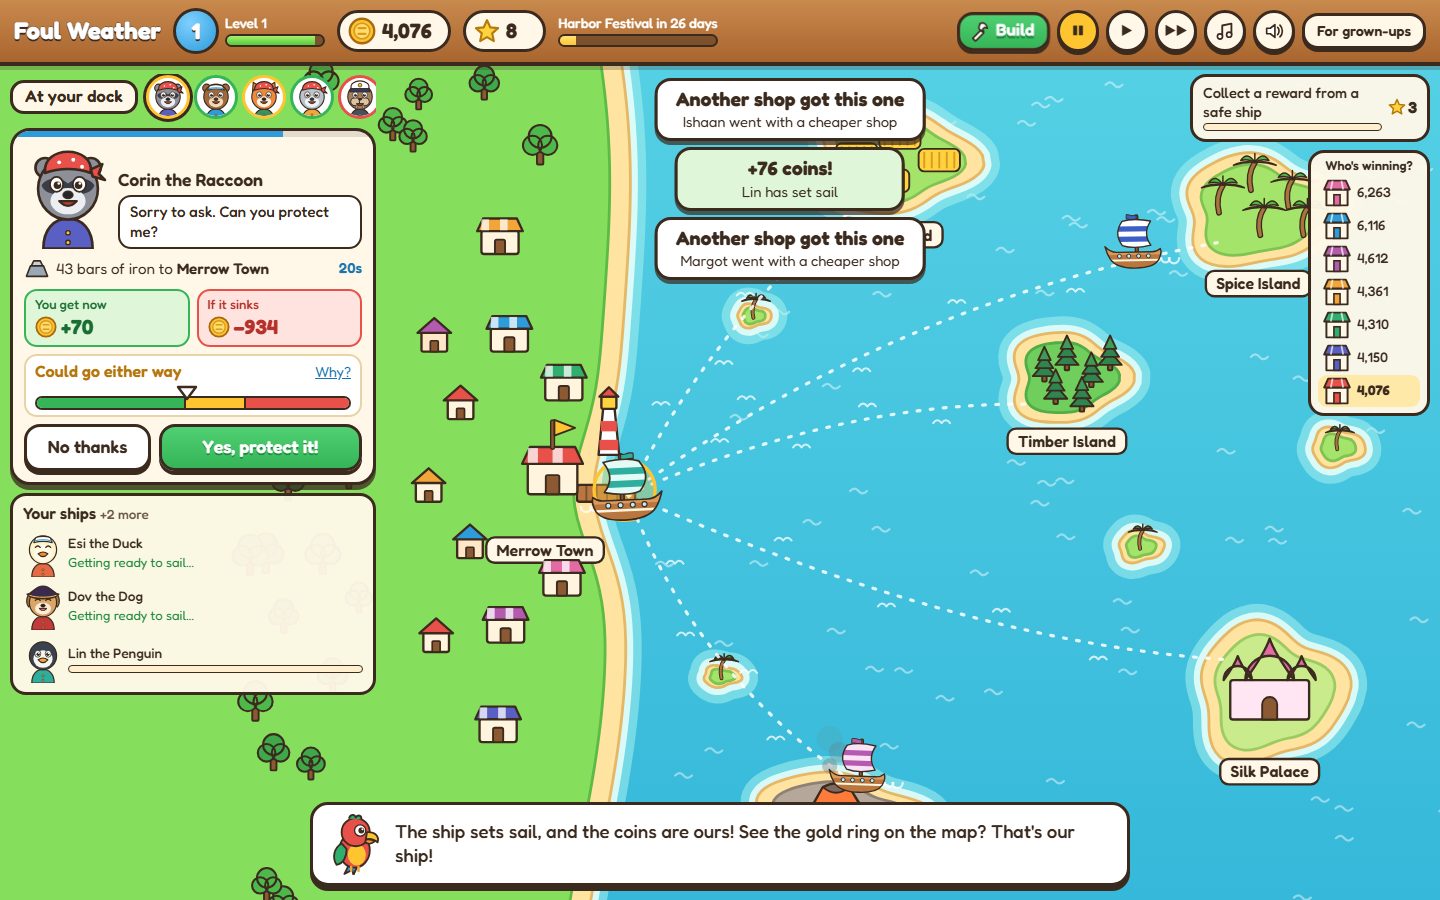 Foul Weather
1
Level 1
4,076
8
Harbor Festival in 26 days
Build
For grown-ups
At your dock
Corin the Raccoon
Sorry to ask. Can you protect
me?
43 bars of iron to Merrow Town
20s
You get now
+70
If it sinks
-934
Could go either way
Why?
No thanks
Yes, protect it!
Your ships +2 more
Esi the Duck
Getting ready to sail...
Dov the Dog
Getting ready to sail...
Lin the Penguin
Another shop got this one
Ishaan went with a cheaper shop
+76 coins!
Lin has set sail
Another shop got this one
Margot went with a cheaper shop
Collect a reward from a
safe ship
3
Who's winning?
6,263
6,116
4,612
4,361
4,310
4,150
4,076
Spice Island
Timber Island
Merrow Town
Silk Palace
The ship sets sail, and the coins are ours! See the gold ring on the map? That's our
ship!